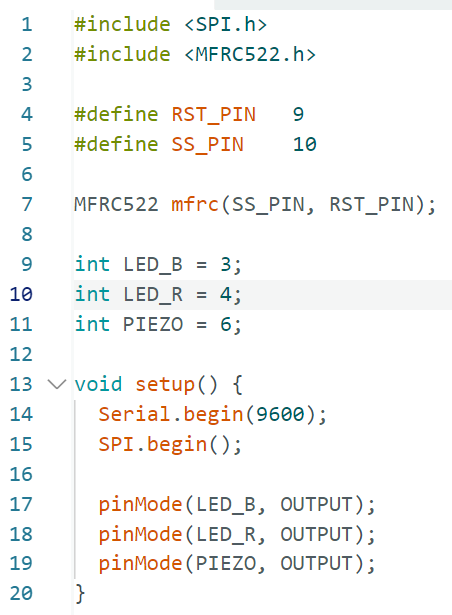 1 #include <SPI.h>
2 #include <MFRC522.h>
3
4 #define RST_PIN   9
5 #define SS_PIN    10
6
7 MFRC522 mfrc(SS_PIN, RST_PIN);
8
9 int LED_B = 3;
10 int LED_R = 4;
11 int PIEZO = 6;
12
13 void setup() {
14   Serial.begin(9600);
15   SPI.begin();
16
17   pinMode(LED_B, OUTPUT);
18   pinMode(LED_R, OUTPUT);
19   pinMode(PIEZO, OUTPUT);
20 }